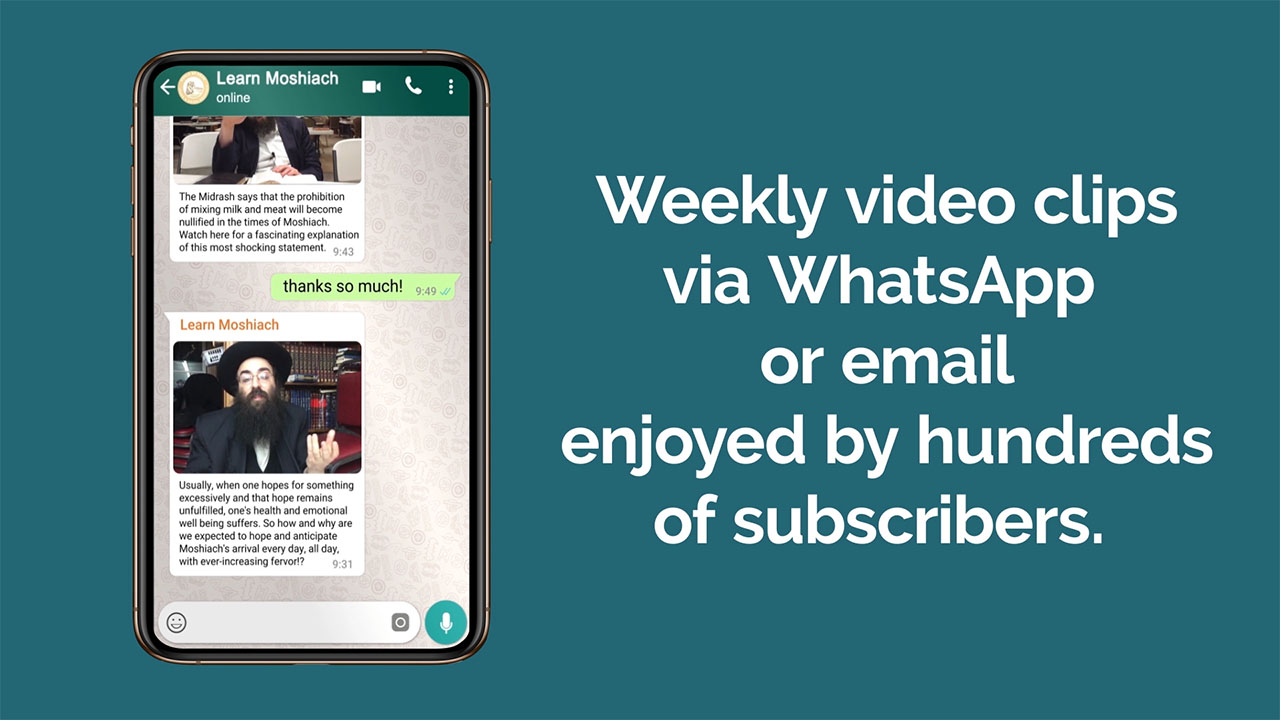 Learn Moshiach
online
The Midrash says that the prohibition
of mixing milk and meat will become
nullified in the times of Moshiach.
Watch here for a fascinating explanation
of this most shocking statement. 9:43
thanks so much! 9:49
Learn Moshiach
Usually, when one hopes for something
excessively and that hope remains
unfulfilled, one's health and emotional
well being suffers. So how and why are
we expected to hope and anticipate
Moshiach's arrival every day, all day,
with ever-increasing fervor!? 9:31
Weekly video clips
via WhatsApp
or email
enjoyed by hundreds
of subscribers.